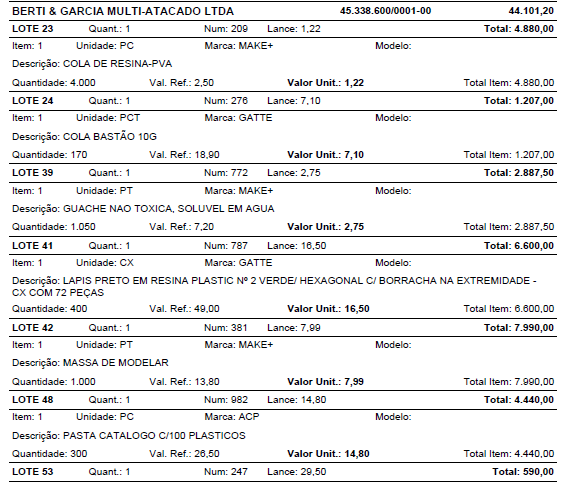 BERTI & GARCIA MULTI-ATACADO LTDA 45.338.600/0001-00 44.101,20
LOTE 23 Quant.: 1 Num: 209 Lance: 1,22 Total: 4.880,00
Item: 1 Unidade: PC Marca: MAKE+ Modelo:
Descrição: COLA DE RESINA-PVA
Quantidade: 4.000 Val. Ref.: 2,50 Valor Unit.: 1,22 Total Item: 4.880,00
LOTE 24 Quant.: 1 Num: 276 Lance: 7,10 Total: 1.207,00
Item: 1 Unidade: PCT Marca: GATTE Modelo:
Descrição: COLA BASTÃO 10G
Quantidade: 170 Val. Ref.: 18,90 Valor Unit.: 7,10 Total Item: 1.207,00
LOTE 39 Quant.: 1 Num: 772 Lance: 2,75 Total: 2.887,50
Item: 1 Unidade: PT Marca: MAKE+ Modelo:
Descrição: GUACHE NAO TOXICA, SOLUVEL EM AGUA
Quantidade: 1.050 Val. Ref.: 7,20 Valor Unit.: 2,75 Total Item: 2.887,50
LOTE 41 Quant.: 1 Num: 787 Lance: 16,50 Total: 6.600,00
Item: 1 Unidade: CX Marca: GATTE Modelo:
Descrição: LAPIS PRETO EM RESINA PLASTIC Nº 2 VERDE/ HEXAGONAL C/ BORRACHA NA EXTREMIDADE -
CX COM 72 PEÇAS
Quantidade: 400 Val. Ref.: 49,00 Valor Unit.: 16,50 Total Item: 6.600,00
LOTE 42 Quant.: 1 Num: 381 Lance: 7,99 Total: 7.990,00
Item: 1 Unidade: PT Marca: MAKE+ Modelo:
Descrição: MASSA DE MODELAR
Quantidade: 1.000 Val. Ref.: 13,80 Valor Unit.: 7,99 Total Item: 7.990,00
LOTE 48 Quant.: 1 Num: 982 Lance: 14,80 Total: 4.440,00
Item: 1 Unidade: PC Marca: ACP Modelo:
Descrição: PASTA CATALOGO C/100 PLASTICOS
Quantidade: 300 Val. Ref.: 26,50 Valor Unit.: 14,80 Total Item: 4.440,00
LOTE 53 Quant.: 1 Num: 247 Lance: 29,50 Total: 590,00